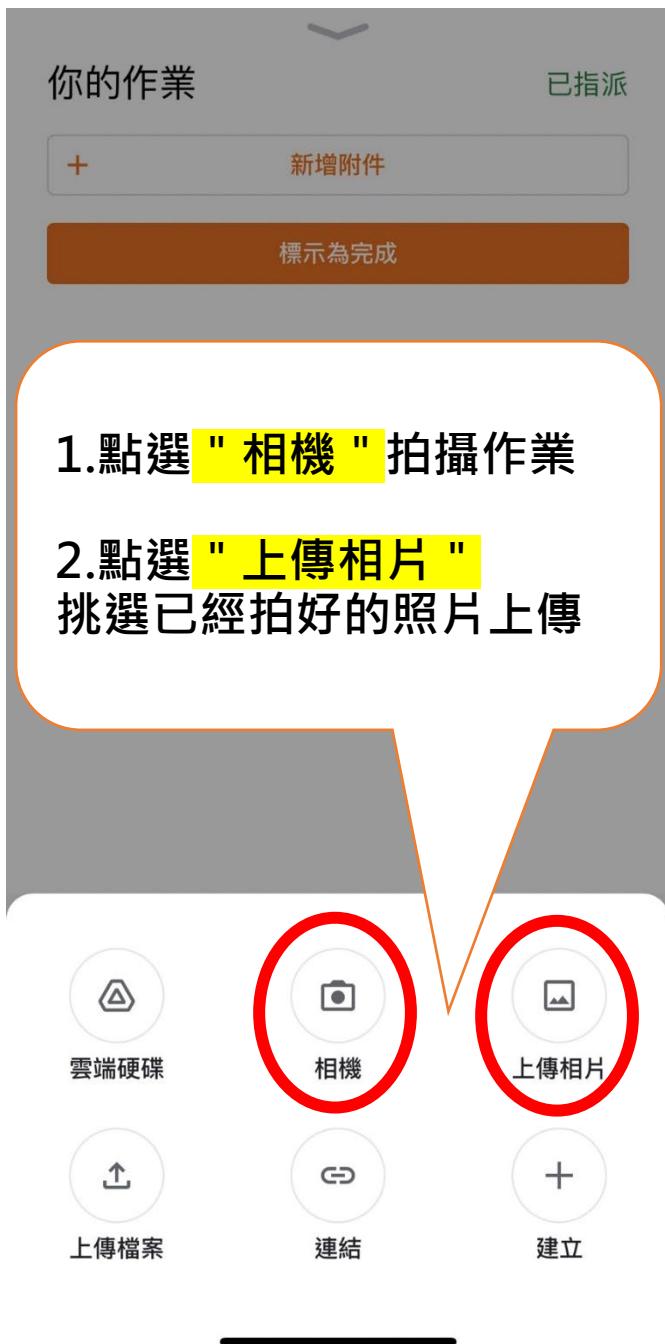 你的作業
已指派
+ 新增附件
標示為完成
1.點選 " 相機 " 拍攝作業
2.點選 " 上傳相片 "
挑選已經拍好的照片上傳
雲端硬碟
相機
上傳相片
上傳檔案
連結
建立